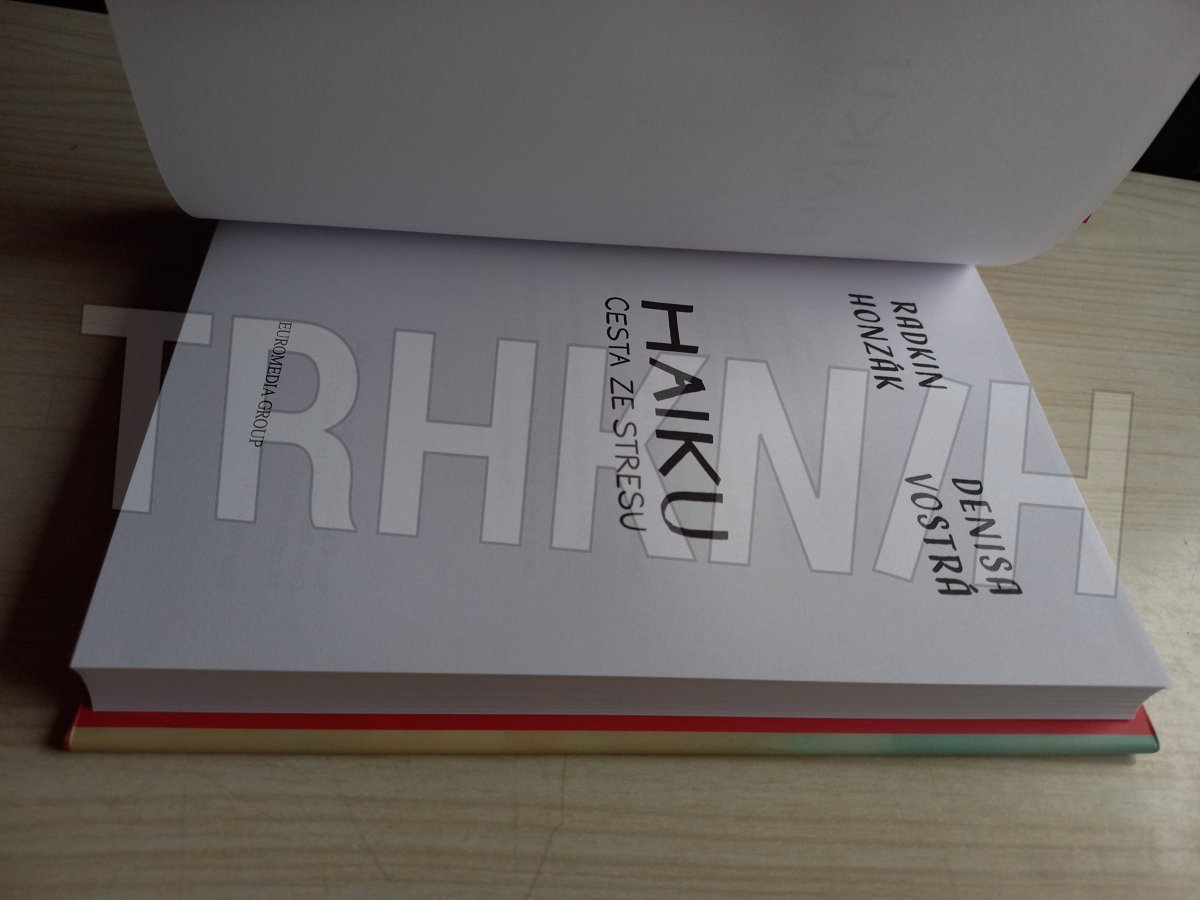 RADKIN
HONZÁK
DENISA
VOSTRÁ
HAIKU
CESTA ZE STRESU
EUROMEDIA GROUP
TRHKNIH